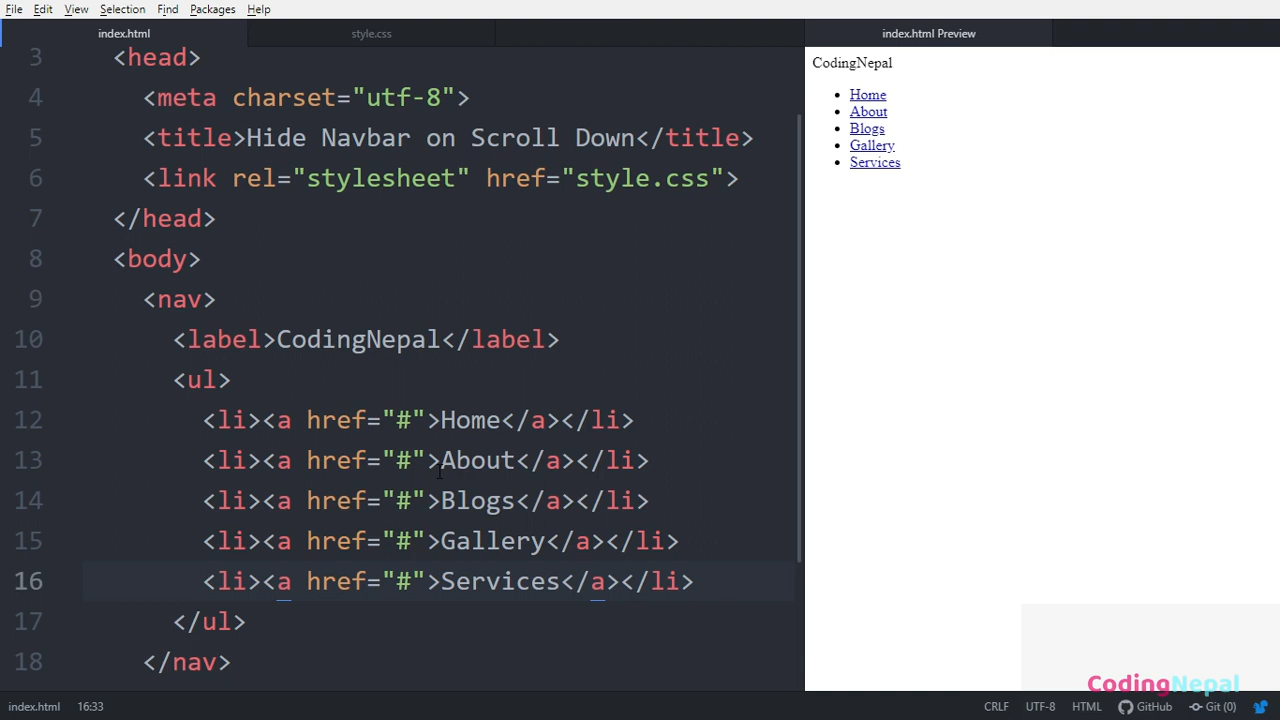 File Edit View Selection Find Packages Help
index.html
style.css
index.html Preview
3 <head>
4 <meta charset="utf-8">
5 <title>Hide Navbar on Scroll Down</title>
6 <link rel="stylesheet" href="style.css">
7 </head>
8 <body>
9 <nav>
10 <label>CodingNepal</label>
11 <ul>
12 <li><a href="#">Home</a></li>
13 <li><a href="#">About</a></li>
14 <li><a href="#">Blogs</a></li>
15 <li><a href="#">Gallery</a></li>
16 <li><a href="#">Services</a></li>
17 </ul>
18 </nav>
CodingNepal
Home
About
Blogs
Gallery
Services
CodingNepal
index.html 16:33
CRLF UTF-8 HTML GitHub Git (0)